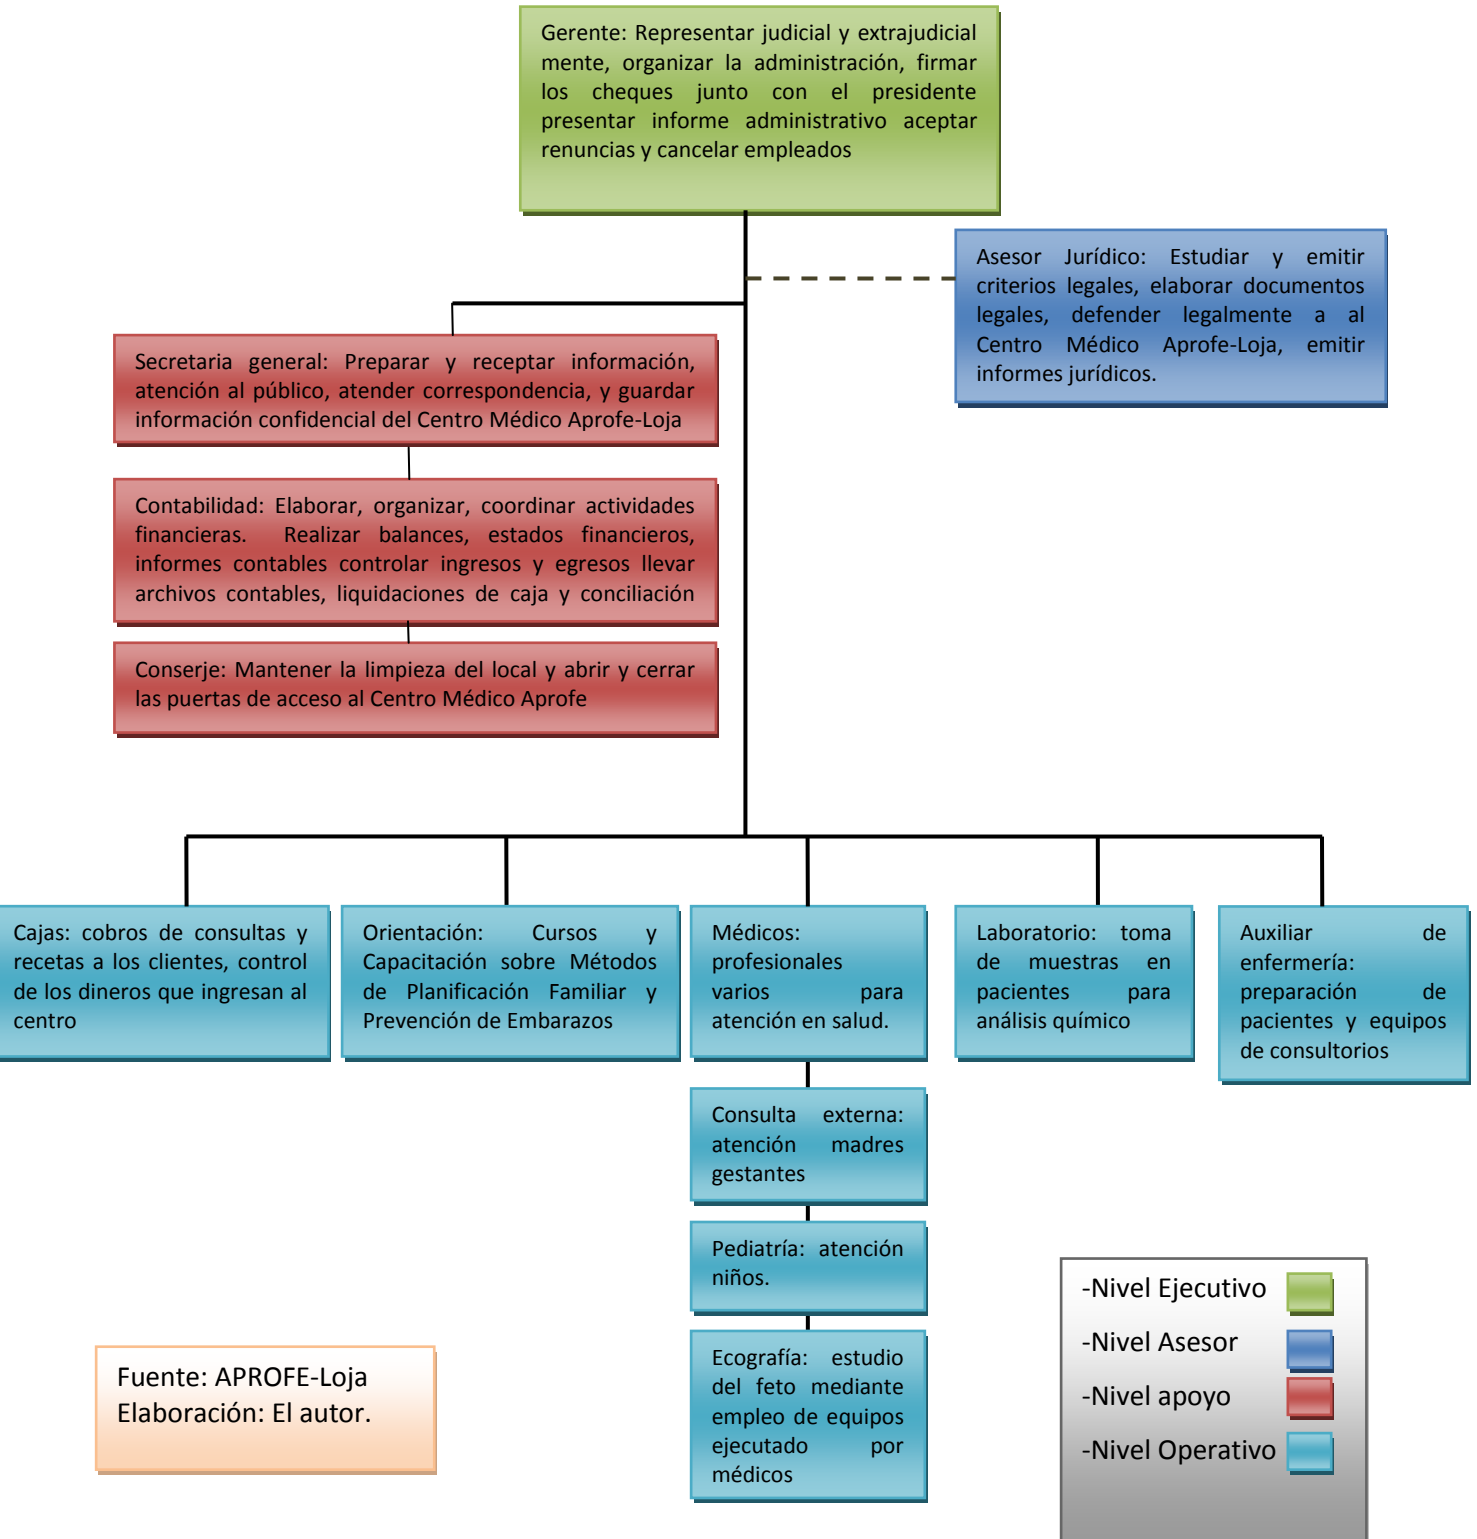 Gerente: Representar judicial y extrajudicial
mente, organizar la administración, firmar
los cheques junto con el presidente
presentar informe administrativo aceptar
renuncias y cancelar empleados
Asesor Jurídico: Estudiar y emitir
criterios legales, elaborar documentos
legales, defender legalmente a al
Centro Médico Aprofe-Loja, emitir
informes jurídicos.
Secretaria general: Preparar y receptar información,
atención al público, atender correspondencia, y guardar
información confidencial del Centro Médico Aprofe-Loja
Contabilidad: Elaborar, organizar, coordinar actividades
financieras. Realizar balances, estados financieros,
informes contables controlar ingresos y egresos llevar
archivos contables, liquidaciones de caja y conciliación
Conserje: Mantener la limpieza del local y abrir y cerrar
las puertas de acceso al Centro Médico Aprofe
Cajas: cobros de consultas y
recetas a los clientes, control
de los dineros que ingresan al
centro
Orientación: Cursos y
Capacitación sobre Métodos
de Planificación Familiar y
Prevención de Embarazos
Médicos:
profesionales
varios para
atención en salud.
Laboratorio: toma
de muestras en
pacientes para
análisis químico
Auxiliar de
enfermería:
preparación de
pacientes y equipos
de consultorios
Consulta externa:
atención madres
gestantes
Pediatría: atención
niños.
Ecografía: estudio
del feto mediante
empleo de equipos
ejecutado por
médicos
Fuente: APROFE-Loja
Elaboración: El autor.
-Nivel Ejecutivo
-Nivel Asesor
-Nivel apoyo
-Nivel Operativo